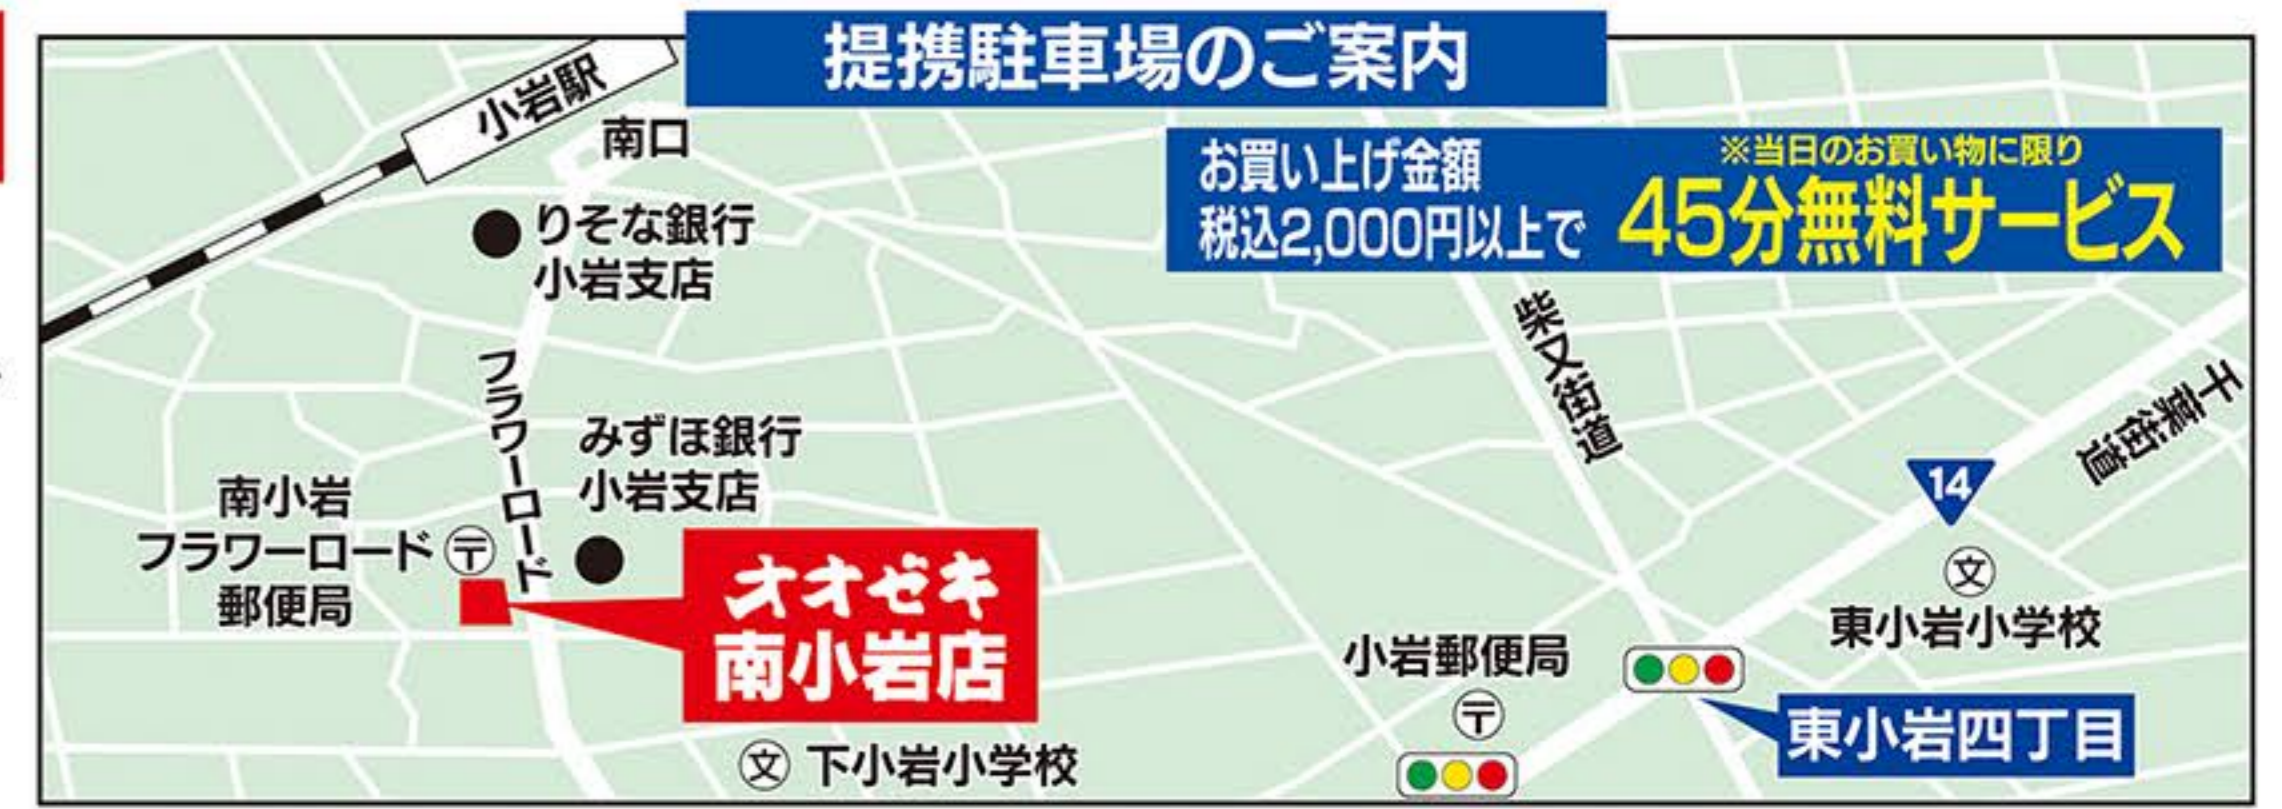 提携駐車場のご案内
お買い上げ金額
税込2,000円以上で
※当日のお買い物に限り
45分無料サービス
小岩駅
南口
りそな銀行
小岩支店
フラワーロード
みずほ銀行
小岩支店
南小岩
フラワーロード
郵便局
〒
オオゼキ
南小岩店
文
下小岩小学校
柴又街道
千葉街道
14
文
東小岩小学校
小岩郵便局
〒
東小岩四丁目